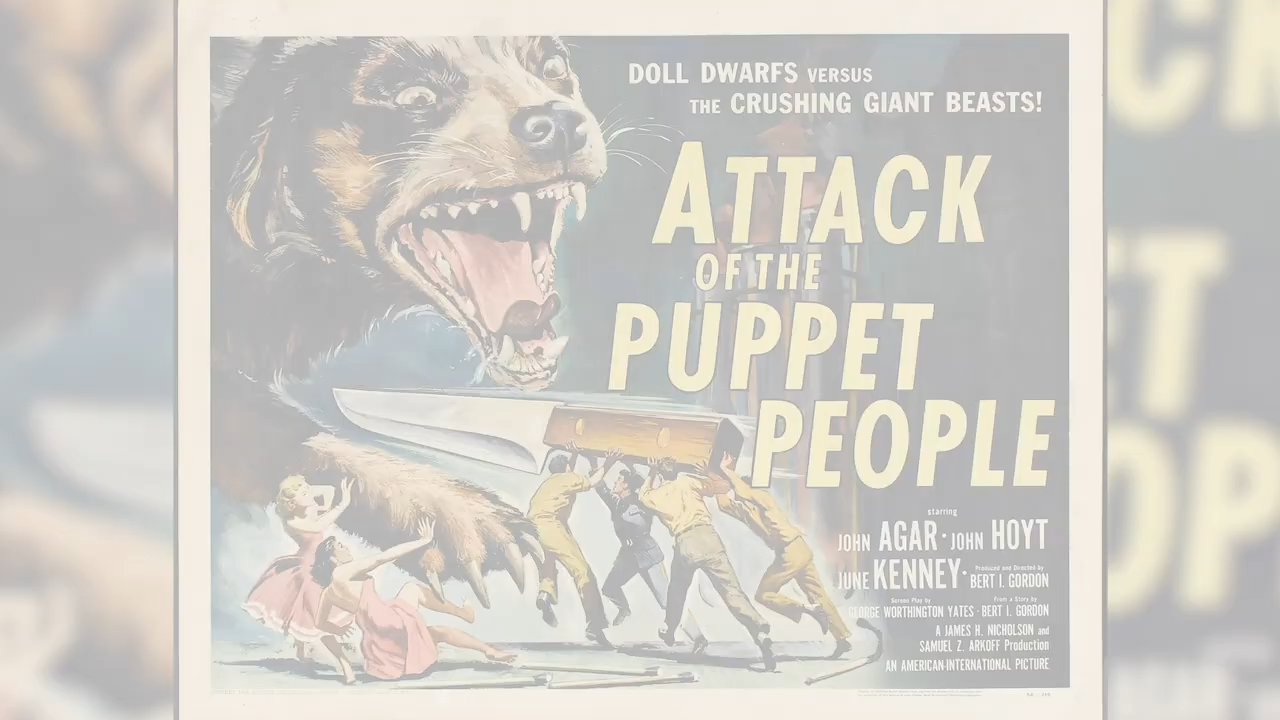 DOLL DWARFS VERSUS
THE CRUSHING GIANT BEASTS!
ATTACK
OF THE
PUPPET
PEOPLE
starring
JOHN AGAR · JOHN HOYT
JUNE KENNEY · Produced and Directed by BERT I. GORDON
Screen Play by GEORGE WORTHINGTON YATES · From a Story by BERT I. GORDON
A JAMES H. NICHOLSON and
SAMUEL Z. ARKOFF Production
AN AMERICAN-INTERNATIONAL PICTURE